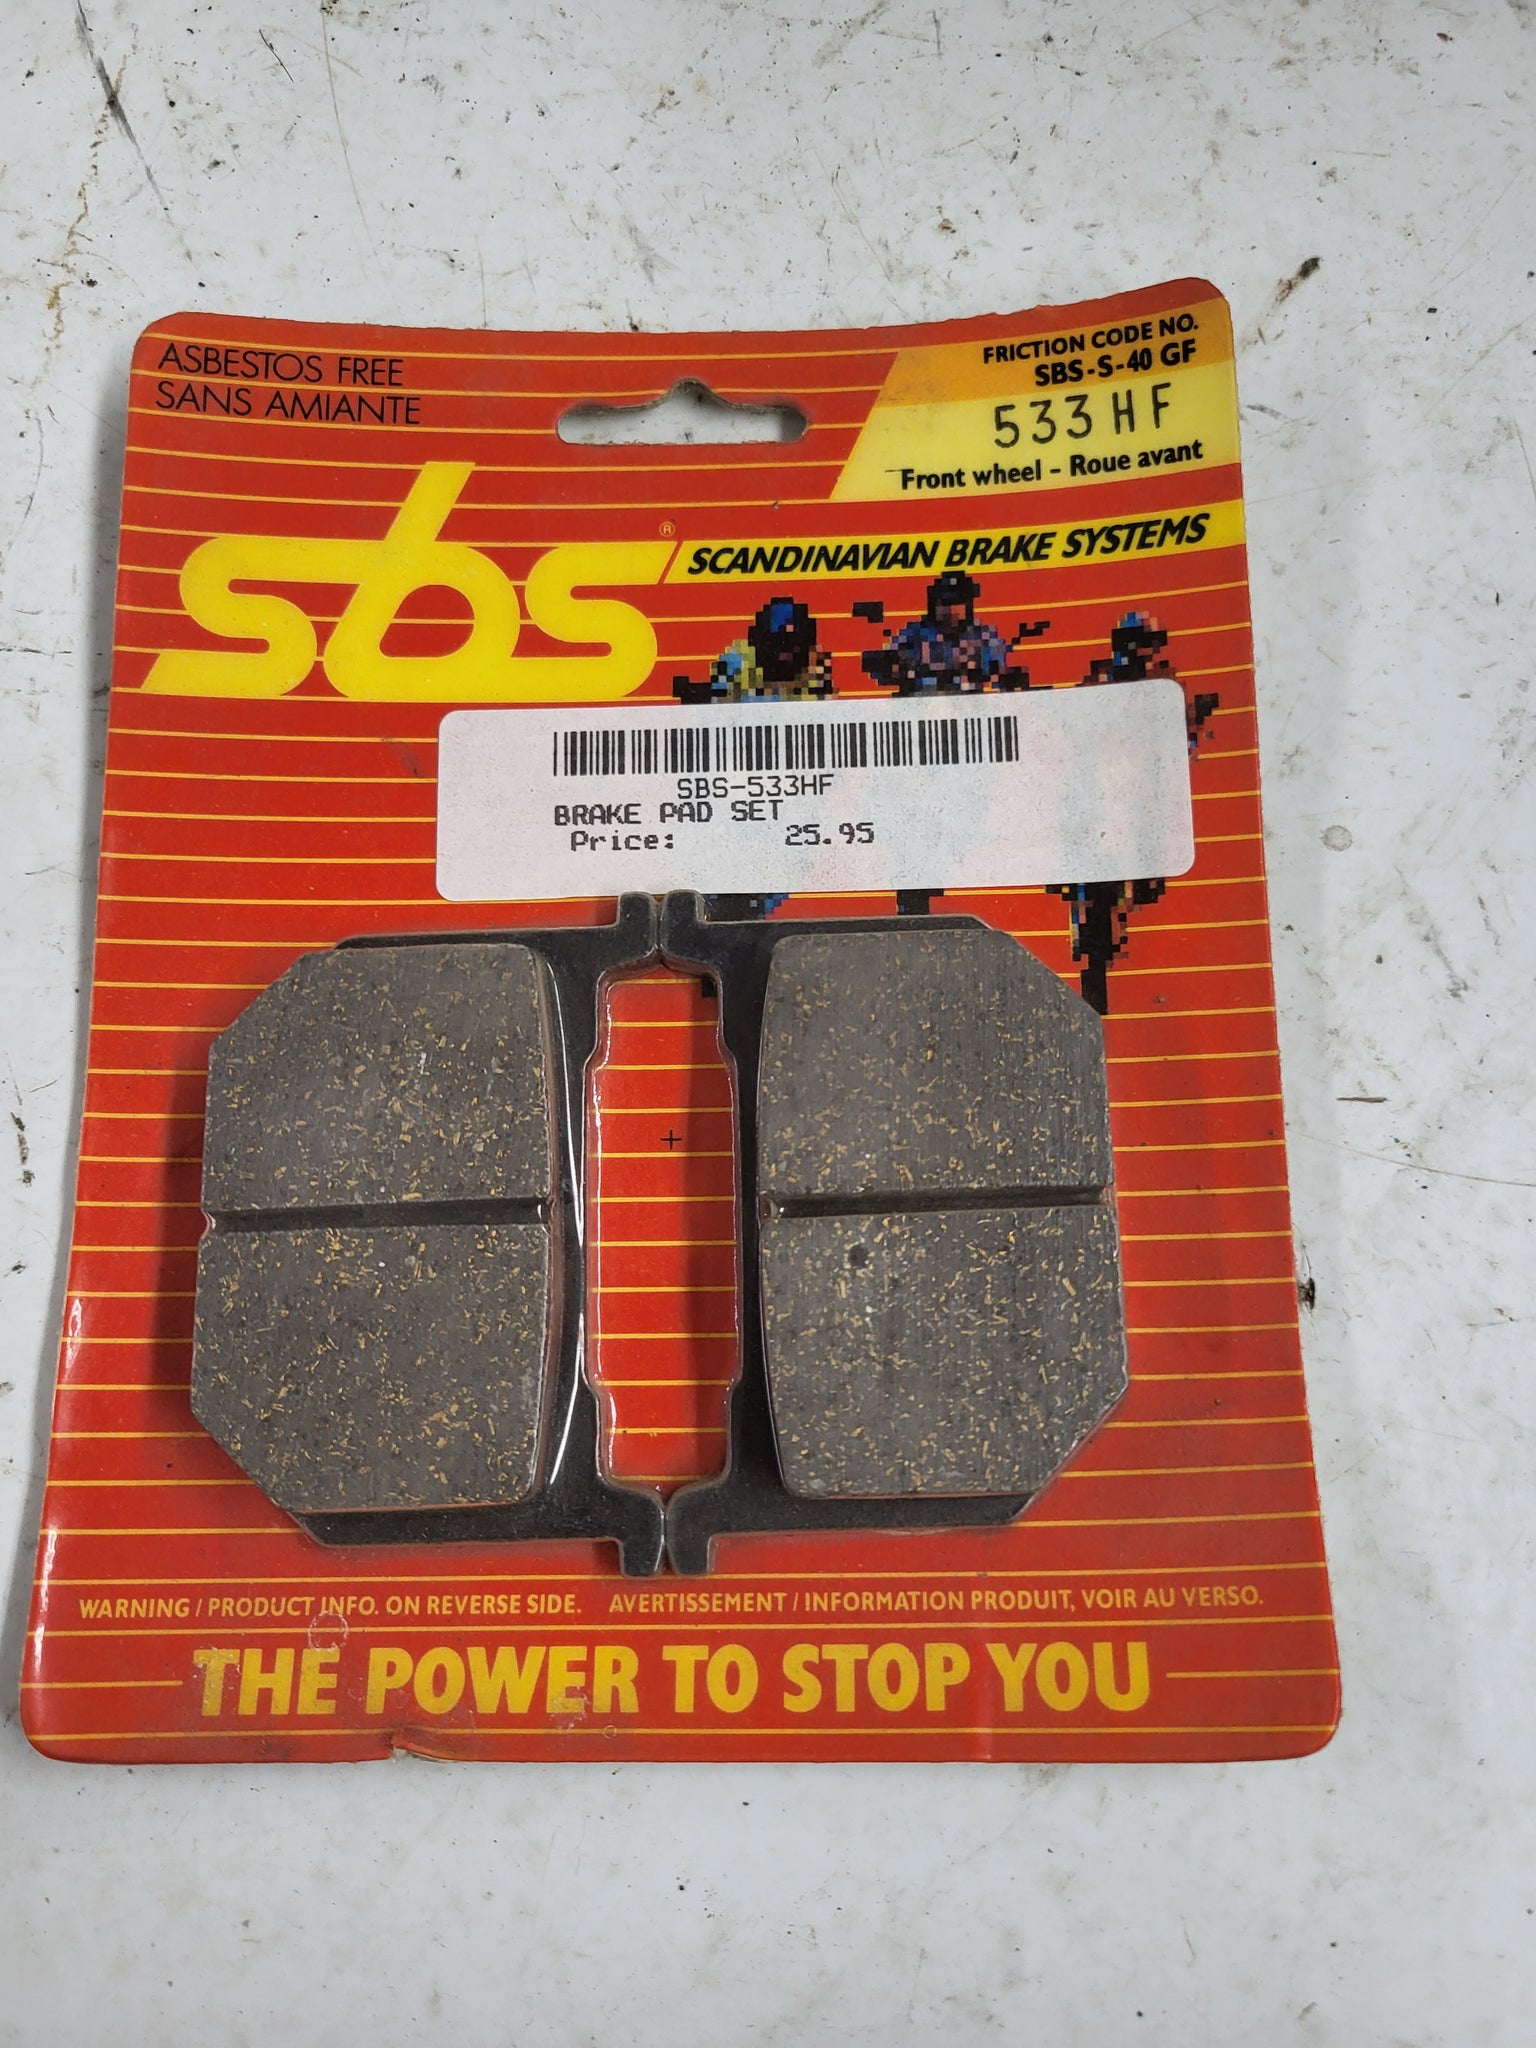 ASBESTOS FREE
SANS AMIANTE
FRICTION CODE NO.
SBS-S-40 GF
533HF
Front wheel - Roue avant
sbs®
SCANDINAVIAN BRAKE SYSTEMS
SBS-533HF
BRAKE PAD SET
Price: 25.95
WARNING / PRODUCT INFO. ON REVERSE SIDE. AVERTISSEMENT / INFORMATION PRODUIT, VOIR AU VERSO.
THE POWER TO STOP YOU